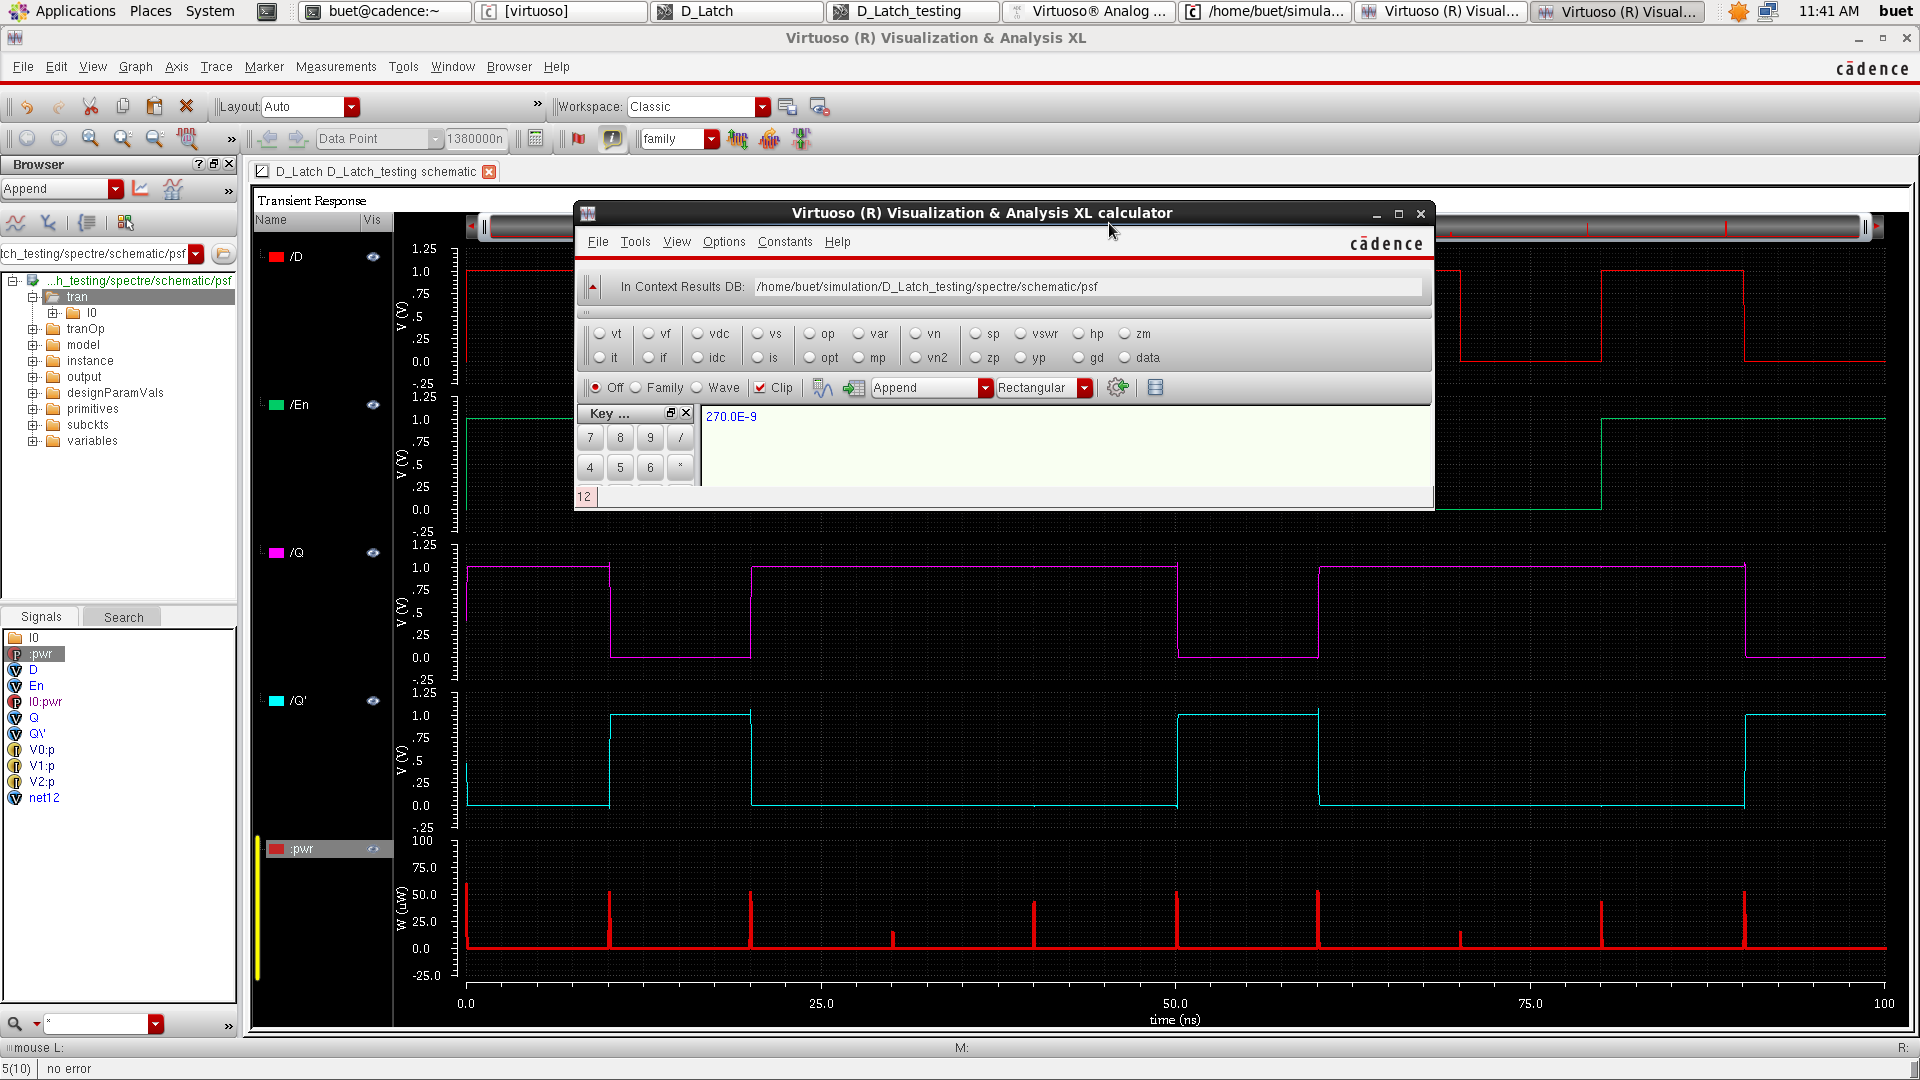 Applications Places System buet@cadence:~ [virtuoso] D_Latch D_Latch_testing Virtuoso® Analog ... /home/buet/simula... Virtuoso (R) Visual... Virtuoso (R) Visual... 11:41 AM buet
Virtuoso (R) Visualization & Analysis XL
File Edit View Graph Axis Trace Marker Measurements Tools Window Browser Help cādence
Layout: Auto » Workspace: Classic
» Data Point 1380000n family
Browser
D_Latch D_Latch_testing schematic
Append »
Transient Response
Name Vis
tch_testing/spectre/schematic/psf
...h_testing/spectre/schematic/psf
tran
I0
tranOp
model
instance
output
designParamVals
primitives
subckts
variables
Signals Search
I0
:pwr
D
En
I0:pwr
Q
Q\'
V0:p
V1:p
V2:p
net12
* »
/D
1.25
1.0
.75
.5
.25
0.0
-.25
V (V)
/En
1.25
1.0
.75
.5
.25
0.0
-.25
V (V)
/Q
1.25
1.0
.75
.5
.25
0.0
-.25
V (V)
/Q'
1.25
1.0
.75
.5
.25
0.0
-.25
V (V)
:pwr
100
75.0
50.0
25.0
0.0
-25.0
W (uW)
0.0 25.0 50.0 75.0 100
time (ns)
Virtuoso (R) Visualization & Analysis XL calculator
File Tools View Options Constants Help cādence
In Context Results DB: /home/buet/simulation/D_Latch_testing/spectre/schematic/psf
vt vf vdc vs op var vn sp vswr hp zm
it if idc is opt mp vn2 zp yp gd data
Off Family Wave Clip Append Rectangular
Key ...
270.0E-9
7 8 9 /
4 5 6 *
12
mouse L: M: R:
5(10) no error